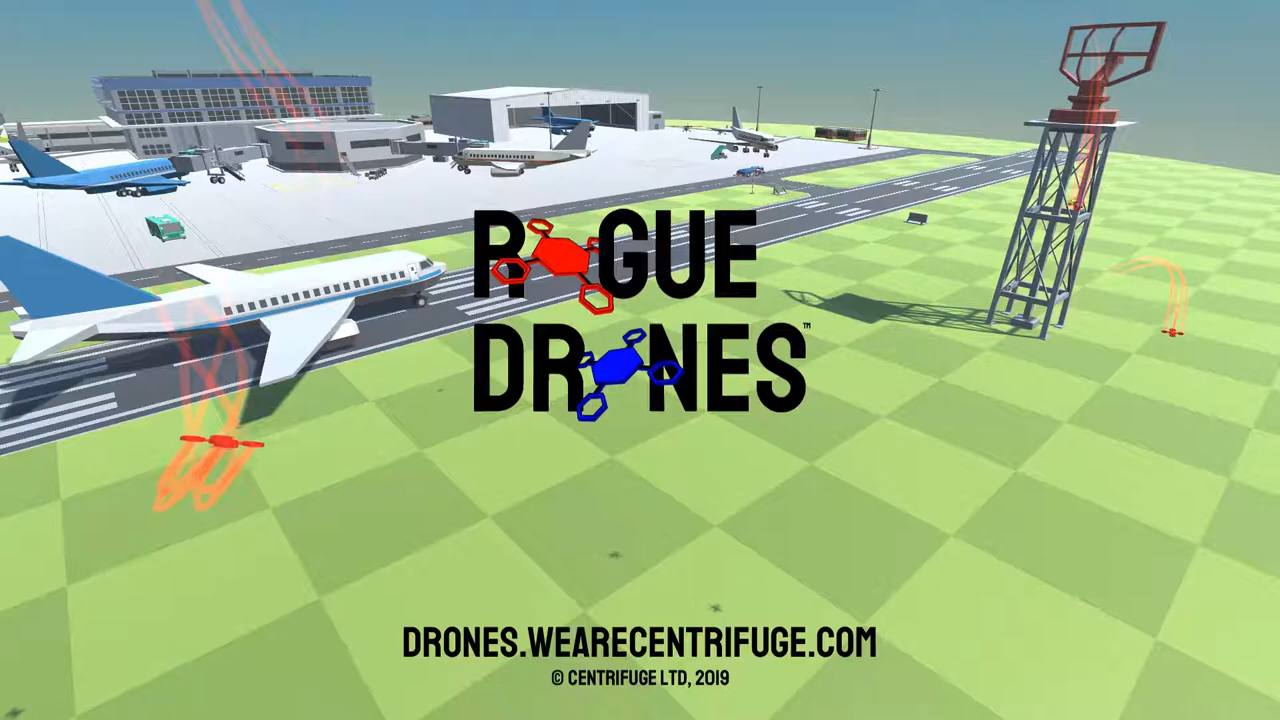 ROGUE
DRONES™
DRONES.WEARECENTRIFUGE.COM
© CENTRIFUGE LTD, 2019